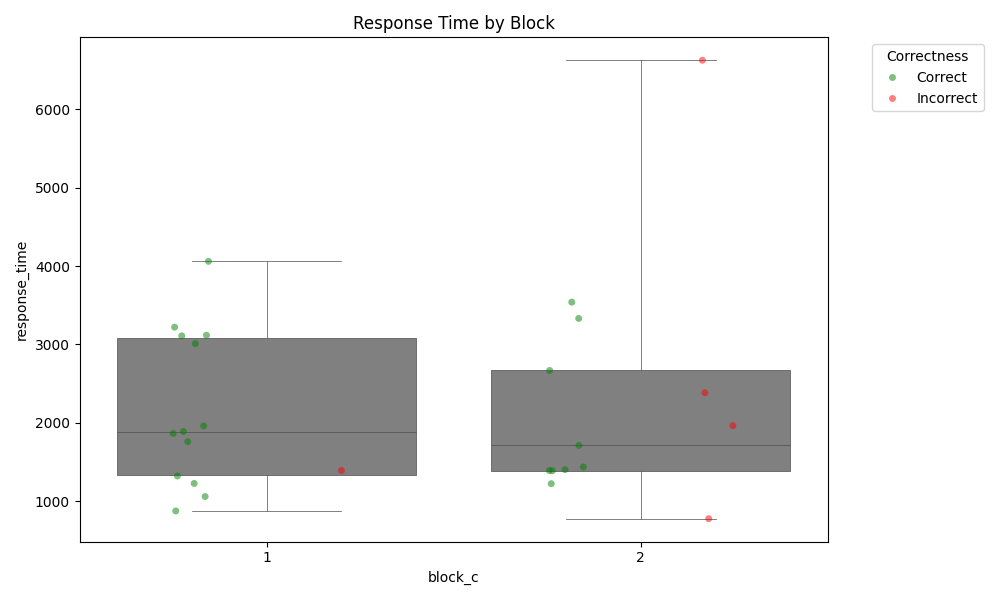 Response Time by Block
Correctness
Correct
Incorrect
response_time
6000
5000
4000
3000
2000
1000
1
2
block_c